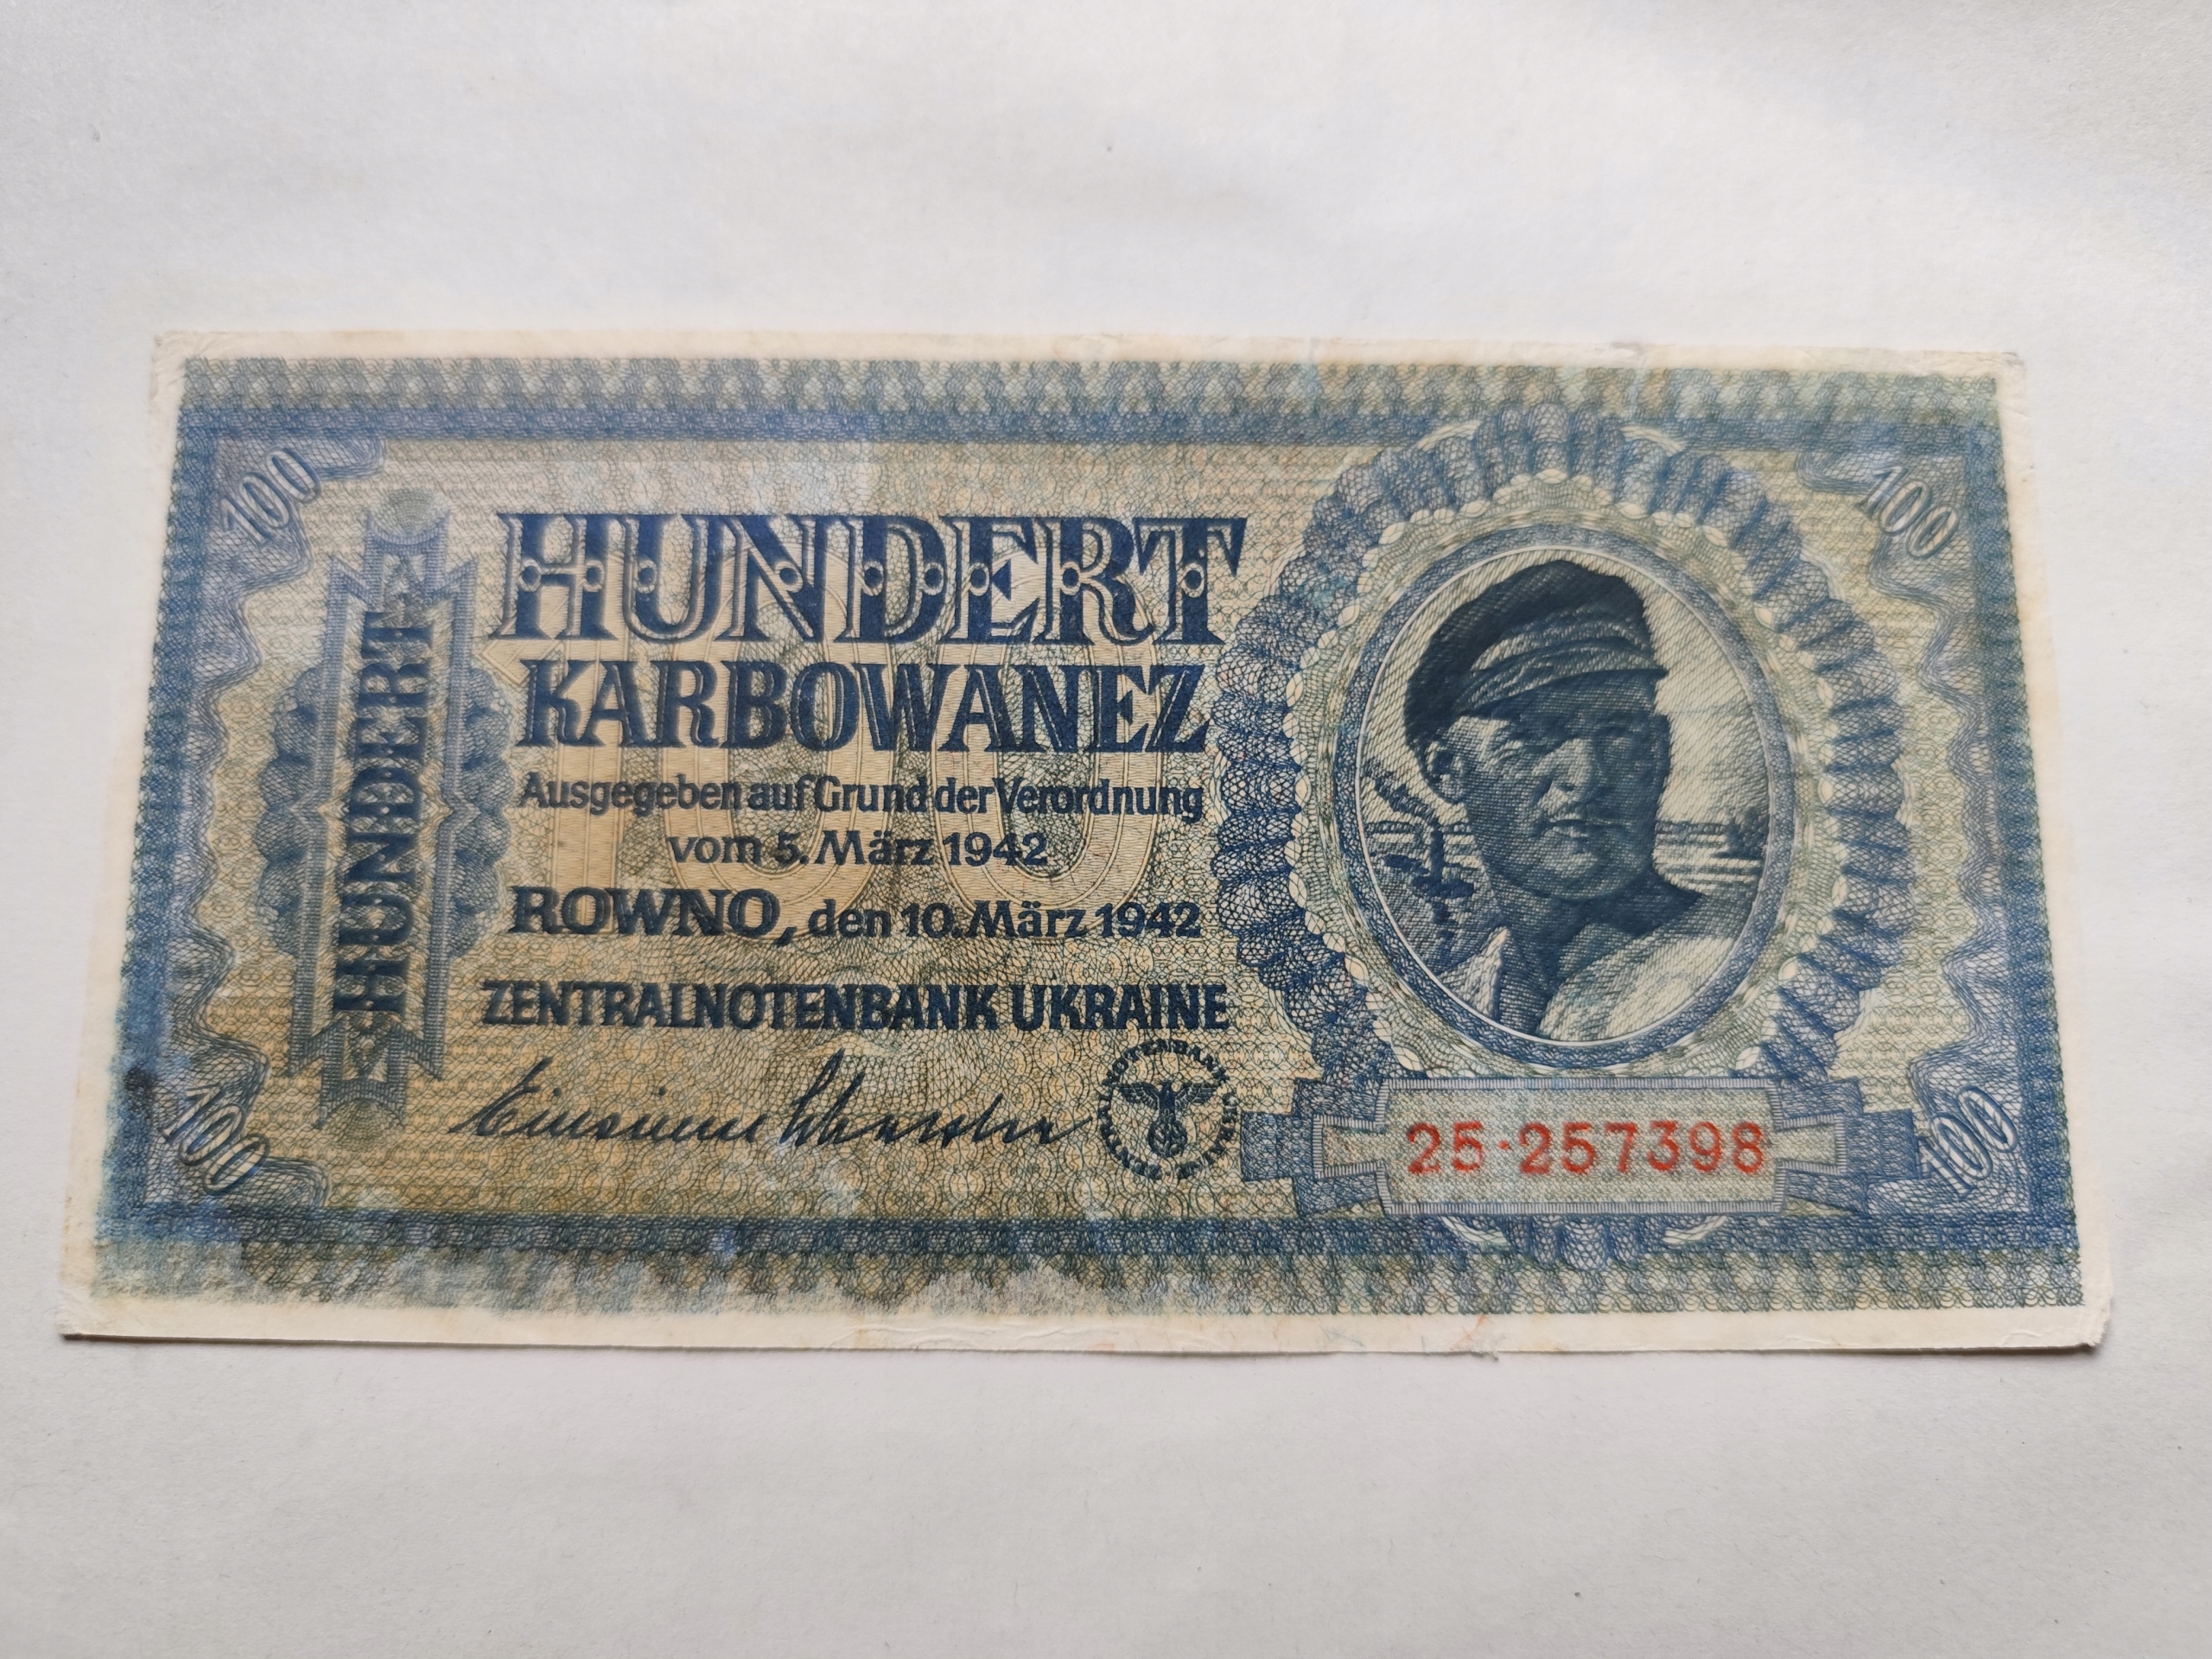 100
100
HUNDERT
HUNDERT
KARBOWANEZ
100
Ausgegeben auf Grund der Verordnung
vom 5. März 1942
ROWNO, den 10. März 1942
ZENTRALNOTENBANK UKRAINE
25·257398
100
100